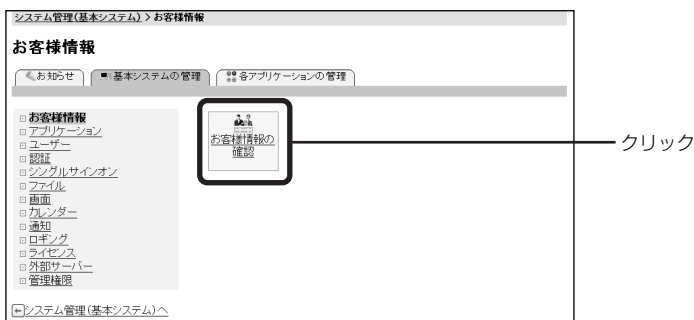 システム管理(基本システム) > お客様情報
お客様情報
お知らせ
基本システムの管理
各アプリケーションの管理
お客様情報
アプリケーション
ユーザー
認証
シングルサインオン
ファイル
画面
カレンダー
通知
ロギング
ライセンス
外部サーバー
管理権限
お客様情報の
確認
クリック
システム管理(基本システム)へ